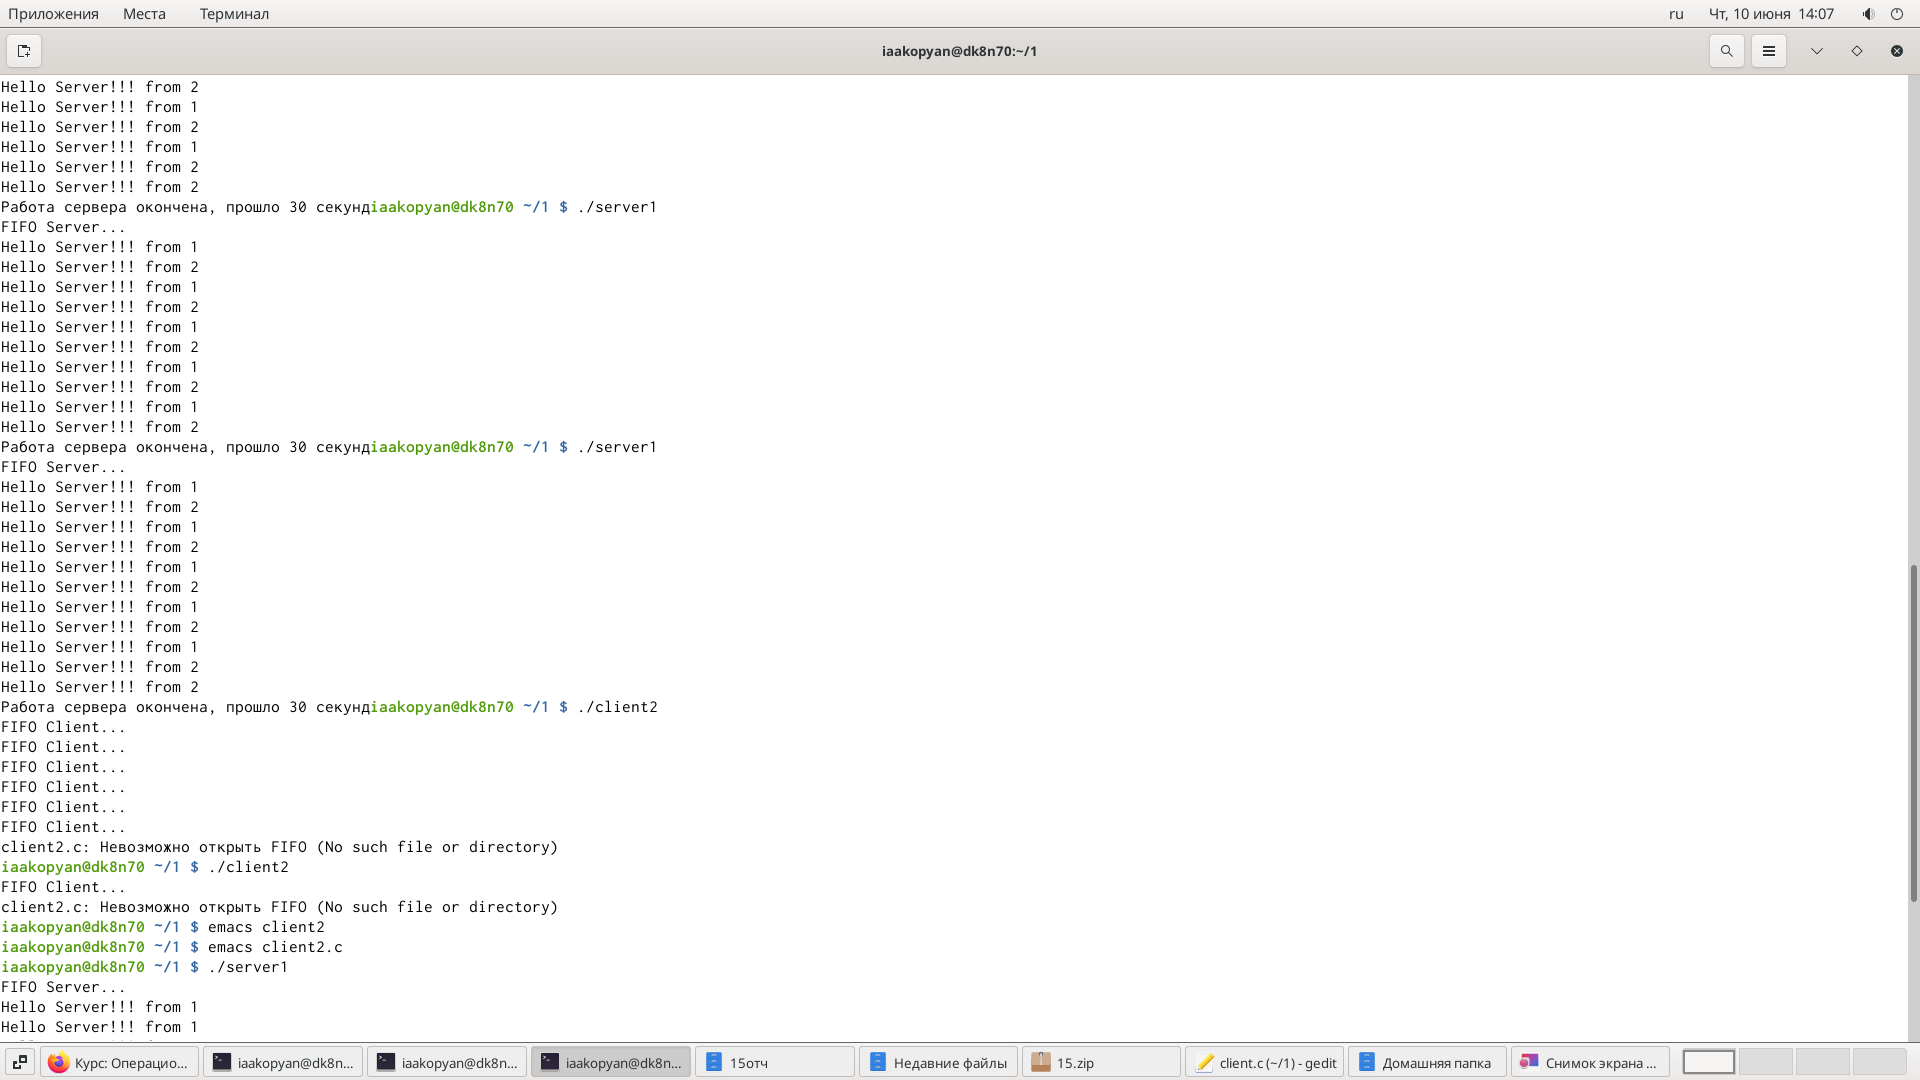 Приложения Места Терминал ru Чт, 10 июня 14:07
iaakopyan@dk8n70:~/1
Hello Server!!! from 2
Hello Server!!! from 1
Hello Server!!! from 2
Hello Server!!! from 1
Hello Server!!! from 2
Hello Server!!! from 2
Работа сервера окончена, прошло 30 секундiaakopyan@dk8n70 ~/1 $ ./server1
FIFO Server...
Hello Server!!! from 1
Hello Server!!! from 2
Hello Server!!! from 1
Hello Server!!! from 2
Hello Server!!! from 1
Hello Server!!! from 2
Hello Server!!! from 1
Hello Server!!! from 2
Hello Server!!! from 1
Hello Server!!! from 2
Работа сервера окончена, прошло 30 секундiaakopyan@dk8n70 ~/1 $ ./server1
FIFO Server...
Hello Server!!! from 1
Hello Server!!! from 2
Hello Server!!! from 1
Hello Server!!! from 2
Hello Server!!! from 1
Hello Server!!! from 2
Hello Server!!! from 1
Hello Server!!! from 2
Hello Server!!! from 1
Hello Server!!! from 2
Hello Server!!! from 2
Работа сервера окончена, прошло 30 секундiaakopyan@dk8n70 ~/1 $ ./client2
FIFO Client...
FIFO Client...
FIFO Client...
FIFO Client...
FIFO Client...
FIFO Client...
client2.c: Невозможно открыть FIFO (No such file or directory)
iaakopyan@dk8n70 ~/1 $ ./client2
FIFO Client...
client2.c: Невозможно открыть FIFO (No such file or directory)
iaakopyan@dk8n70 ~/1 $ emacs client2
iaakopyan@dk8n70 ~/1 $ emacs client2.c
iaakopyan@dk8n70 ~/1 $ ./server1
FIFO Server...
Hello Server!!! from 1
Hello Server!!! from 1
Курс: Операцио... iaakopyan@dk8n... iaakopyan@dk8n... iaakopyan@dk8n... 15отч Недавние файлы 15.zip client.c (~/1) - gedit Домашняя папка Снимок экрана ...